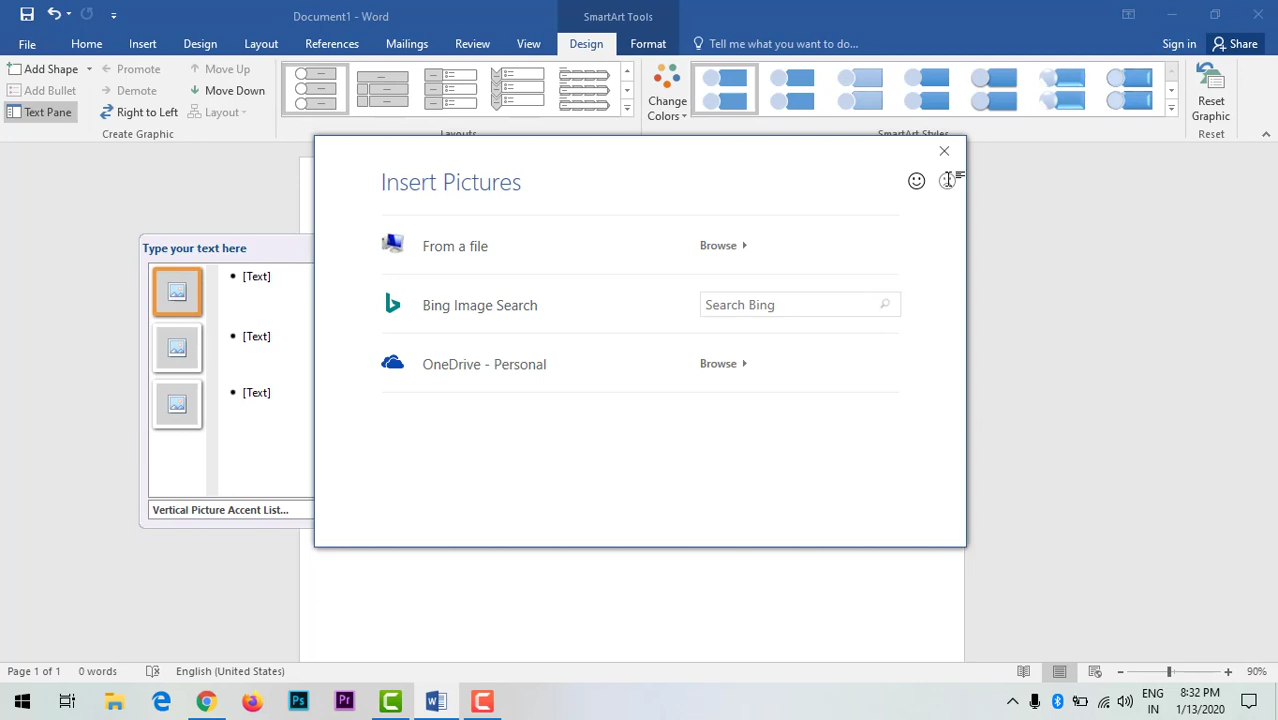 Document1 - Word
SmartArt Tools
File Home Insert Design Layout References Mailings Review View Design Format Tell me what you want to do... Sign in Share
Add Shape Promote Move Up
Add Bullet Demote Move Down
Text Pane Right to Left Layout
Create Graphic
Layouts
Change
Colors
SmartArt Styles
Reset
Graphic
Reset
Insert Pictures
From a file Browse
Bing Image Search Search Bing
OneDrive - Personal Browse
Type your text here
[Text]
[Text]
[Text]
Vertical Picture Accent List...
Page 1 of 1 0 words English (United States) 90%
Ps Pr
ENG 8:32 PM
IN 1/13/2020